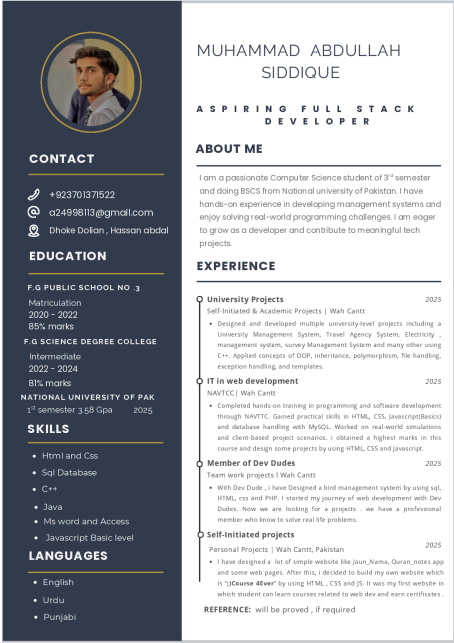 MUHAMMAD ABDULLAH
SIDDIQUE
ASPIRING FULL STACK
DEVELOPER
CONTACT
+923701371522
a24998113@gmail.com
Dhoke Dolian , Hassan abdal
EDUCATION
F.G PUBLIC SCHOOL NO .3
Matriculation
2020 - 2022
85% marks
F.G SCIENCE DEGREE COLLEGE
Intermediate
2022 - 2024
81% marks
NATIONAL UNIVERSITY OF PAK
1st semester 3.58 Gpa 2025
SKILLS
• Html and Css
• Sql Database
• C++
• Java
• Ms word and Access
• Javascript Basic level
LANGUAGES
• English
• Urdu
• Punjabi
ABOUT ME
I am a passionate Computer Science student of 3rd semester
and doing BSCS from National university of Pakistan. I have
hands-on experience in developing management systems and
enjoy solving real-world programming challenges. I am eager
to grow as a developer and contribute to meaningful tech
projects.
EXPERIENCE
University Projects 2025
Self-Initiated & Academic Projects | Wah Cantt
• Designed and developed multiple university-level projects including a
University Management System, Travel Agency System, Electricity ,
management system, survey Management System and many other using
C++. Applied concepts of OOP, inheritance, polymorphism, file handling,
exception handling, and templates.
IT in web development 2025
NAVTTC| Wah Cantt
• Completed hands-on training in programming and software development
through NAVTTC. Gained practical skills in HTML, CSS, Javascript(Basics)
and database handling with MySQL. Worked on real-world simulations
and client-based project scenarios. i obtained a highest marks in this
course and design some projects by using HTML, CSS and Javascript.
Member of Dev Dudes 2025
Team work projects I Wah Cantt
• With Dev Dude , i have Designed a bird management system by using sql,
HTML, css and PHP. I started my journey of web development with Dev
Dudes. Now we are looking for a projects . we have a professional
member who know to solve real life problems.
Self-Initiated projects
2025
Personal Projects | Wah Cantt, Pakistan
• I have designed a lot of simple website like Jaun_Nama, Quran_notes app
and some web pages. After this, i decided to build my own website which
is “;)Course 4Ever” by using HTML , CSS and JS. It was my first website in
which student can learn courses related to web dev and earn certificates .
REFERENCE: will be proved , if required